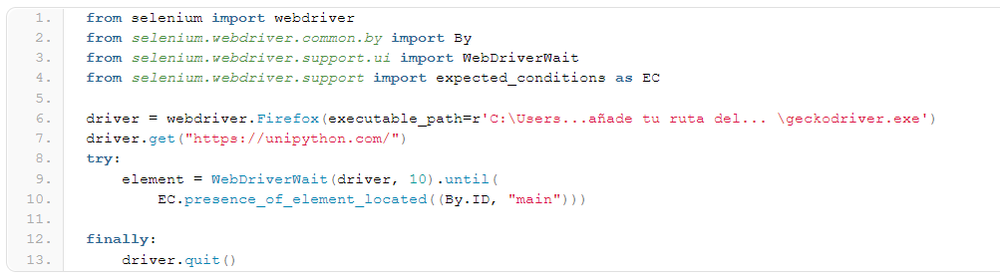 1. from selenium import webdriver
2. from selenium.webdriver.common.by import By
3. from selenium.webdriver.support.ui import WebDriverWait
4. from selenium.webdriver.support import expected_conditions as EC
5.
6. driver = webdriver.Firefox(executable_path=r'C:\Users...añade tu ruta del... \geckodriver.exe')
7. driver.get("https://unipython.com/")
8. try:
9.     element = WebDriverWait(driver, 10).until(
10.         EC.presence_of_element_located((By.ID, "main")))
11.
12. finally:
13.     driver.quit()